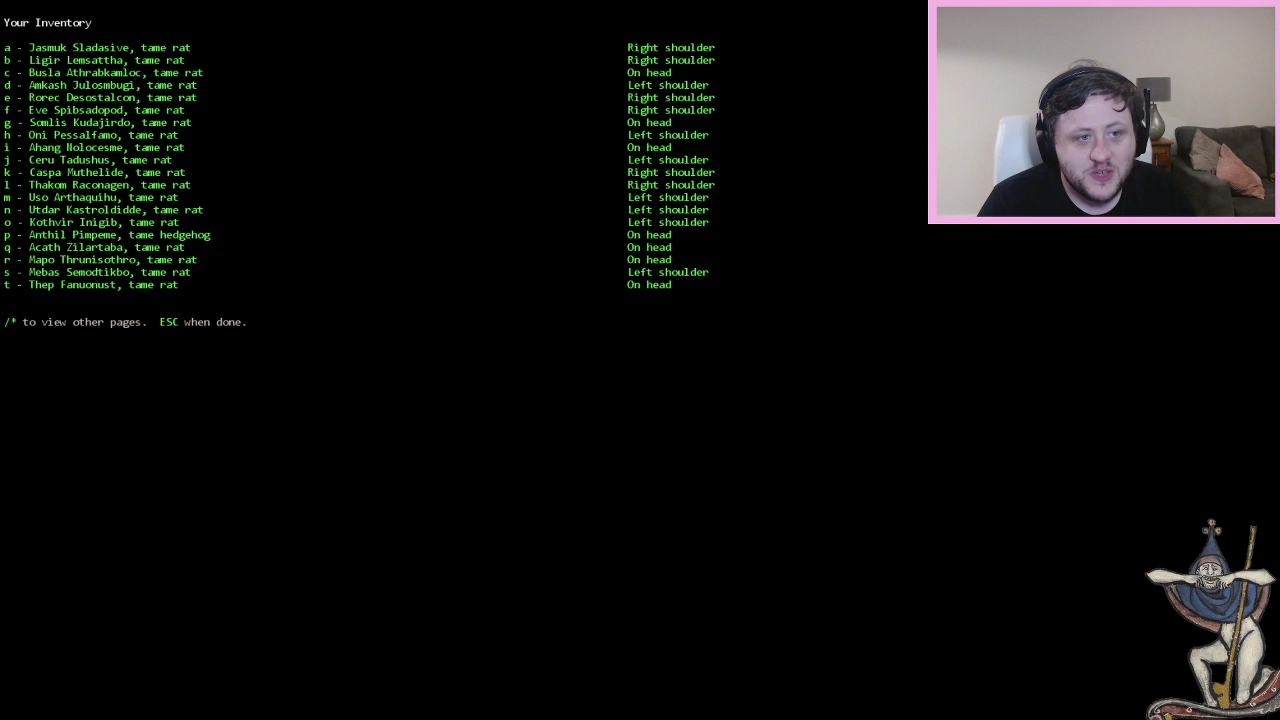 Your Inventory
a - Jasmuk Sladasive, tame rat Right shoulder
b - Ligir Lemsattha, tame rat Right shoulder
c - Busla Athrabkamloc, tame rat On head
d - Amkash Julosmbugi, tame rat Left shoulder
e - Rorec Desostalcon, tame rat Right shoulder
f - Eve Spibsadopod, tame rat Right shoulder
g - Somlis Kudajirdo, tame rat On head
h - Oni Pessalfamo, tame rat Left shoulder
i - Ahang Holocesme, tame rat On head
j - Ceru Tadushus, tame rat Left shoulder
k - Caspa Muthelide, tame rat Right shoulder
l - Thakom Raconagen, tame rat Right shoulder
m - Uso Arthaquihu, tame rat Left shoulder
n - Utdar Kastroldidde, tame rat Left shoulder
o - Kothvir Inigib, tame rat Left shoulder
p - Anthil Pimpeme, tame hedgehog On head
q - Acath Zilartaba, tame rat On head
r - Mapo Thrunisothro, tame rat On head
s - Mebas Semodtikbo, tame rat Left shoulder
t - Thep Fanuonust, tame rat On head
/* to view other pages. ESC when done.